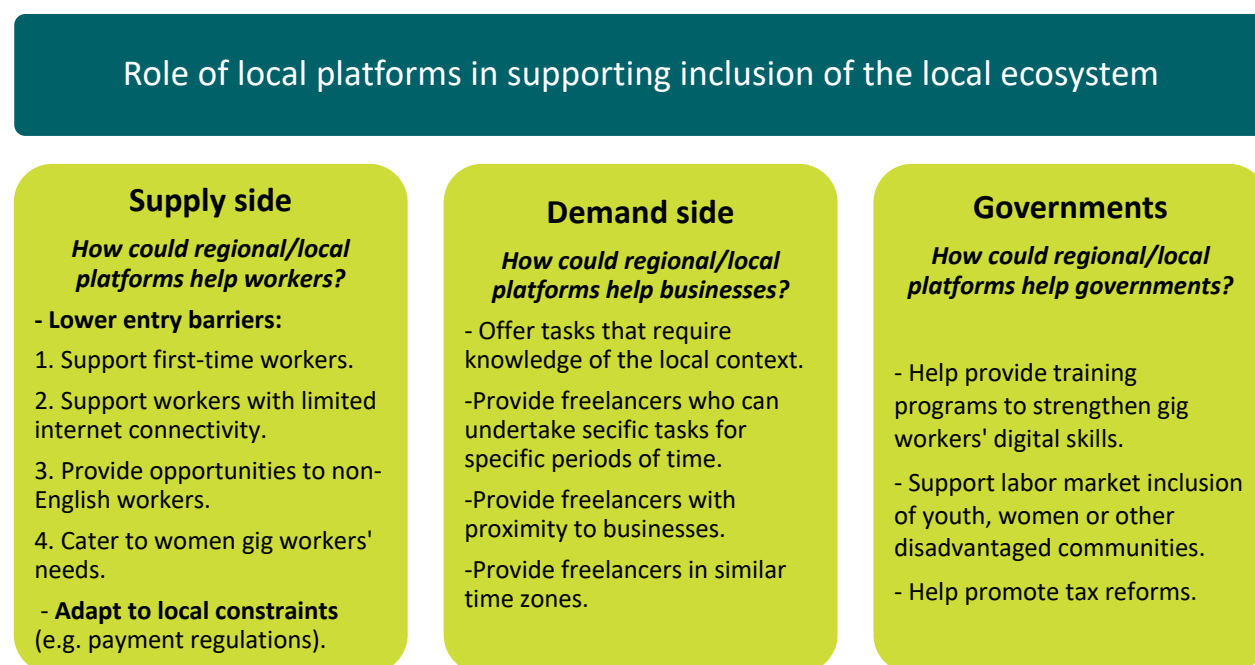 Role of local platforms in supporting inclusion of the local ecosystem
Supply side
How could regional/local
platforms help workers?
- Lower entry barriers:
1. Support first-time workers.
2. Support workers with limited
internet connectivity.
3. Provide opportunities to non-
English workers.
4. Cater to women gig workers'
needs.
- Adapt to local constraints
(e.g. payment regulations).
Demand side
How could regional/local
platforms help businesses?
- Offer tasks that require
knowledge of the local context.
-Provide freelancers who can
undertake secific tasks for
specific periods of time.
-Provide freelancers with
proximity to businesses.
-Provide freelancers in similar
time zones.
Governments
How could regional/local
platforms help governments?
- Help provide training
programs to strengthen gig
workers' digital skills.
- Support labor market inclusion
of youth, women or other
disadvantaged communities.
- Help promote tax reforms.